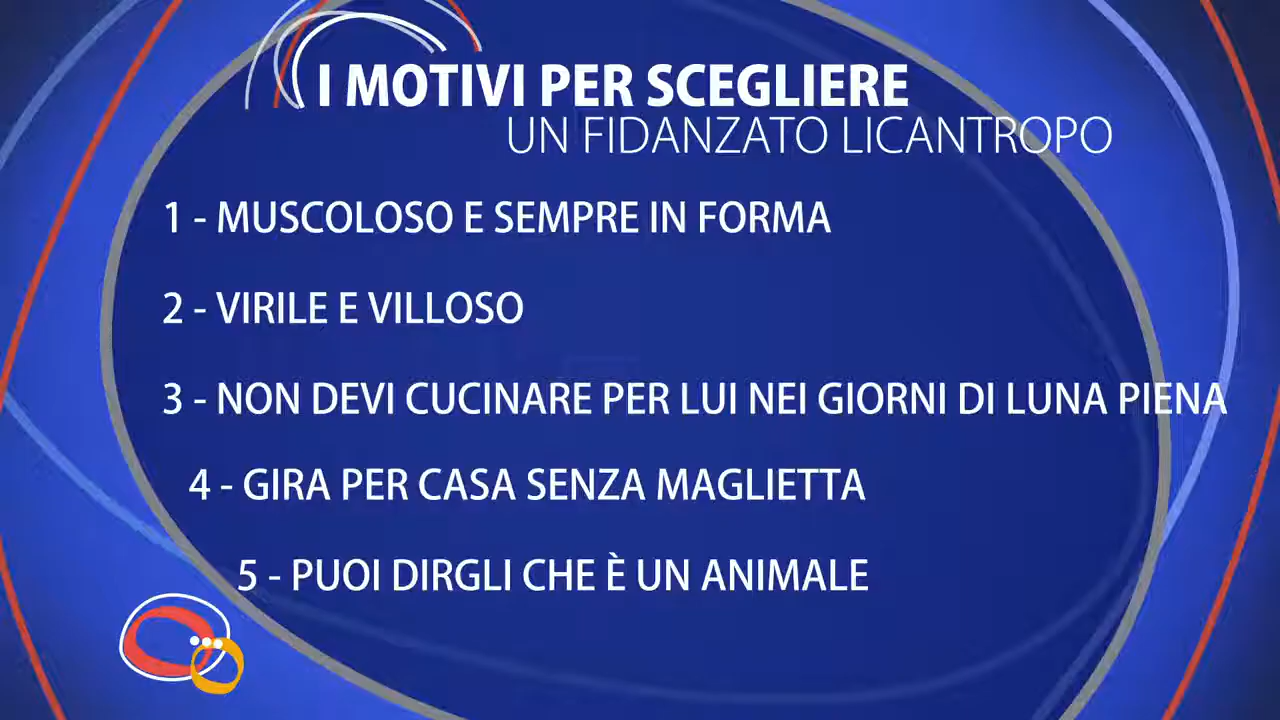 I MOTIVI PER SCEGLIERE
UN FIDANZATO LICANTROPO
1 - MUSCOLOSO E SEMPRE IN FORMA
2 - VIRILE E VILLOSO
3 - NON DEVI CUCINARE PER LUI NEI GIORNI DI LUNA PIENA
4 - GIRA PER CASA SENZA MAGLIETTA
5 - PUOI DIRGLI CHE È UN ANIMALE